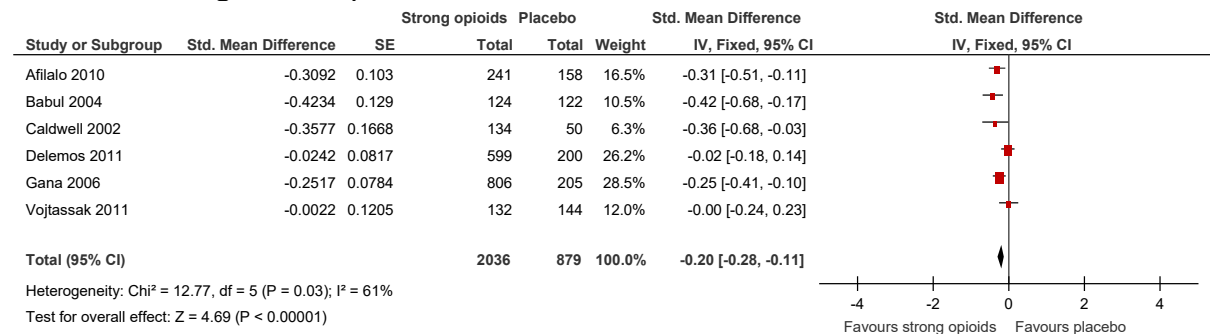 Strong opioids Placebo Std. Mean Difference Std. Mean Difference
Study or Subgroup Std. Mean Difference SE Total Total Weight IV, Fixed, 95% CI IV, Fixed, 95% CI
Afilalo 2010 -0.3092 0.103 241 158 16.5% -0.31 [-0.51, -0.11]
Babul 2004 -0.4234 0.129 124 122 10.5% -0.42 [-0.68, -0.17]
Caldwell 2002 -0.3577 0.1668 134 50 6.3% -0.36 [-0.68, -0.03]
Delemos 2011 -0.0242 0.0817 599 200 26.2% -0.02 [-0.18, 0.14]
Gana 2006 -0.2517 0.0784 806 205 28.5% -0.25 [-0.41, -0.10]
Vojtassak 2011 -0.0022 0.1205 132 144 12.0% -0.00 [-0.24, 0.23]
Total (95% CI) 2036 879 100.0% -0.20 [-0.28, -0.11]
Heterogeneity: Chi² = 12.77, df = 5 (P = 0.03); I² = 61%
Test for overall effect: Z = 4.69 (P < 0.00001)
-4 -2 0 2 4
Favours strong opioids Favours placebo